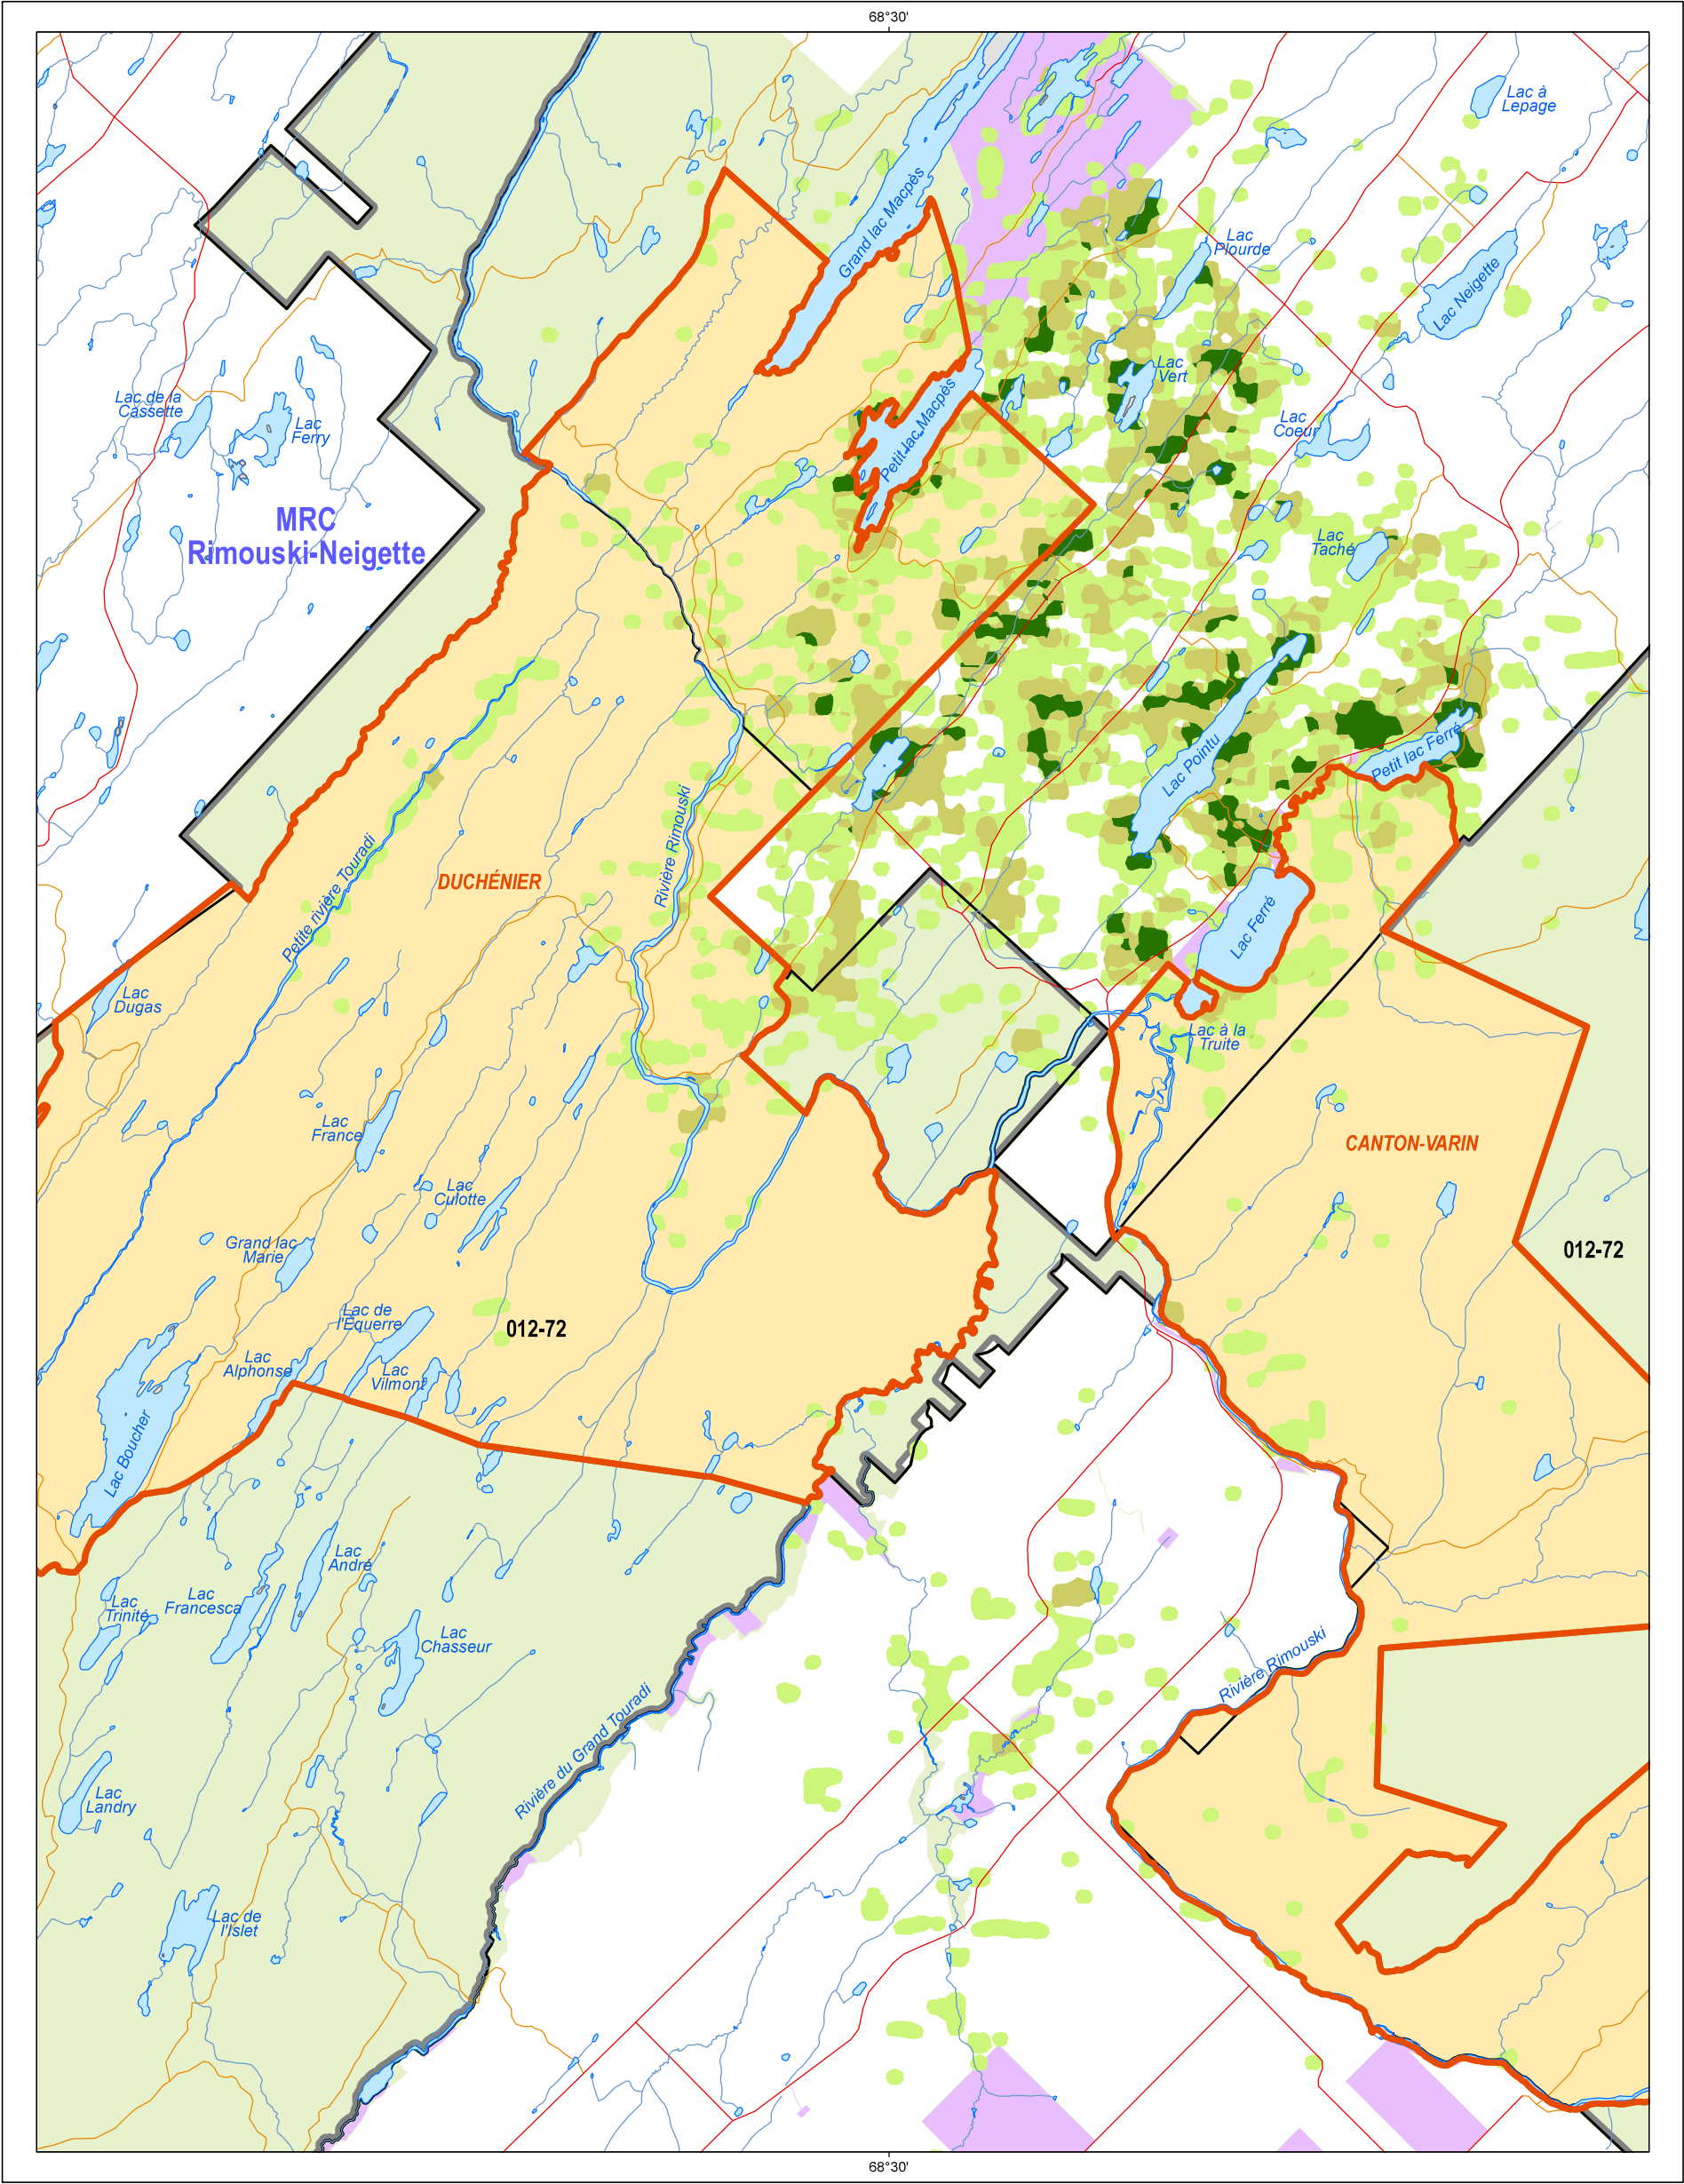 68°30'
Lac à
Lepage
Grand lac Macpès
Lac
Plourde
Lac Neigette
Lac de la
Cassette
Lac
Ferry
Lac
Vert
Petit lac Macpès
Lac
Coeur
MRC
Rimouski-Neigette
Lac
Taché
Lac Pointu
Petit lac Ferré
Rivière Rimouski
Petite rivière Touradi
DUCHÉNIER
Lac Ferré
Lac
Dugas
Lac à la
Truite
Lac
France
CANTON-VARIN
Lac
Culotte
Grand lac
Marie
012-72
Lac de
l'Équerre
012-72
Lac
Alphonse
Lac
Vilmont
Lac Boucher
Lac
André
Lac
Trinité
Lac
Francesca
Lac
Chasseur
Rivière Rimouski
Rivière du Grand Touradi
Lac
Landry
Lac de
l'Islet
68°30'